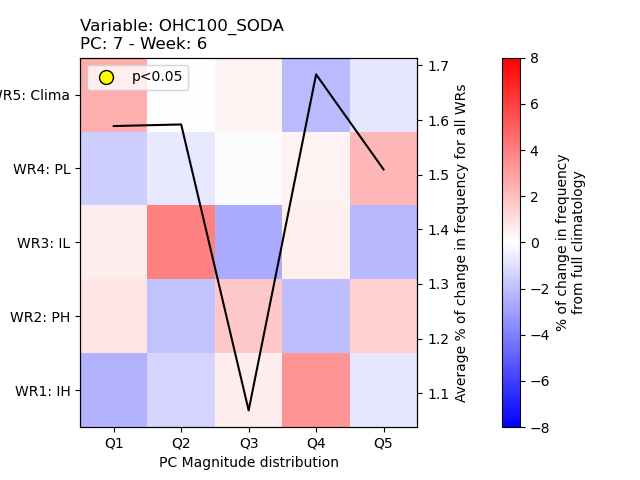 Variable: OHC100_SODA
PC: 7 - Week: 6
p<0.05
WR5: Clima
WR4: PL
WR3: IL
WR2: PH
WR1: IH
Q1 Q2 Q3 Q4 Q5
PC Magnitude distribution
1.7
1.6
1.5
1.4
1.3
1.2
1.1
Average % of change in frequency for all WRs
8
6
4
2
0
−2
−4
−6
−8
% of change in frequency
from full climatology